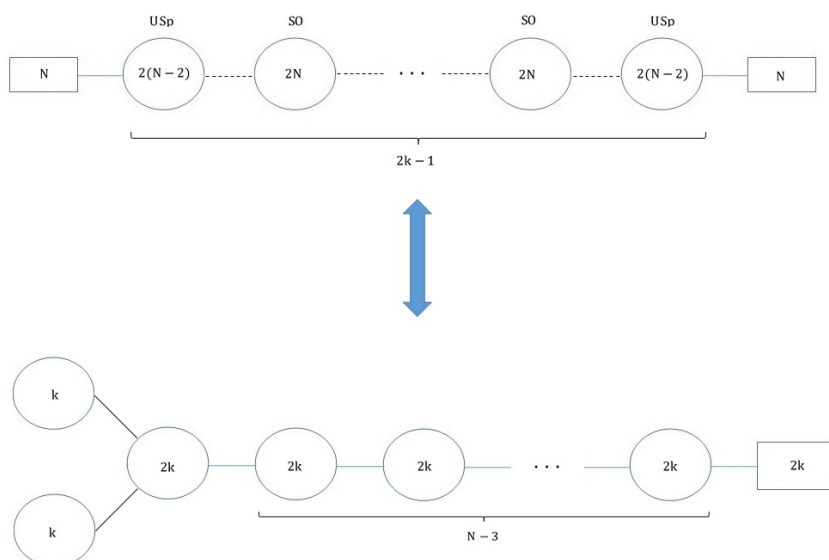 USp SO SO USp
N 2(N−2) 2N ··· 2N 2(N−2) N
2k−1
k
2k 2k 2k ··· 2k 2k
k
N−3